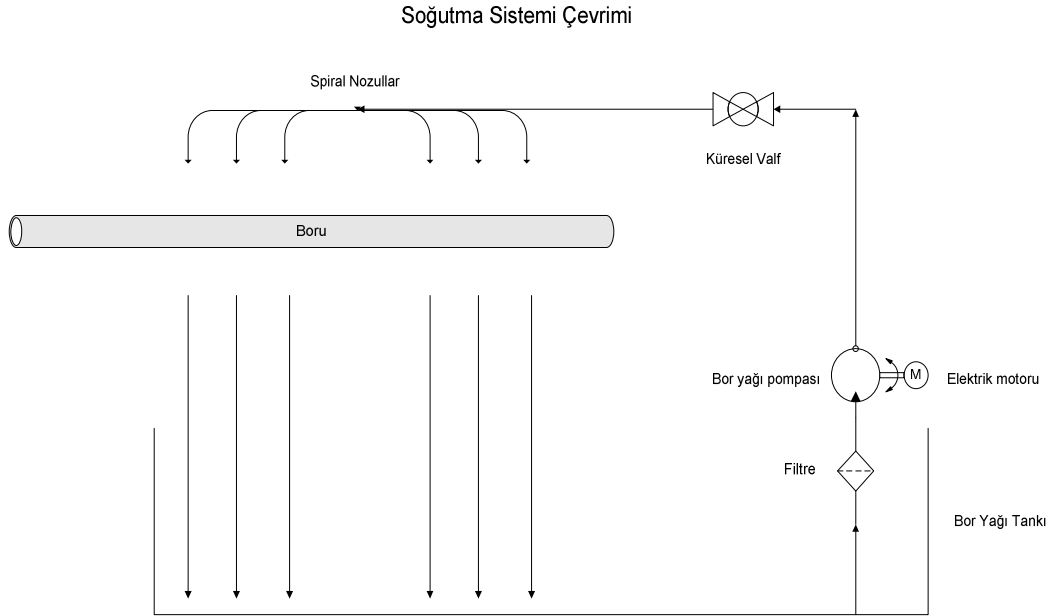 Soğutma Sistemi Çevrimi
Spiral Nozullar
Küresel Valf
Boru
Bor yağı pompası
M
Elektrik motoru
Filtre
Bor Yağı Tankı